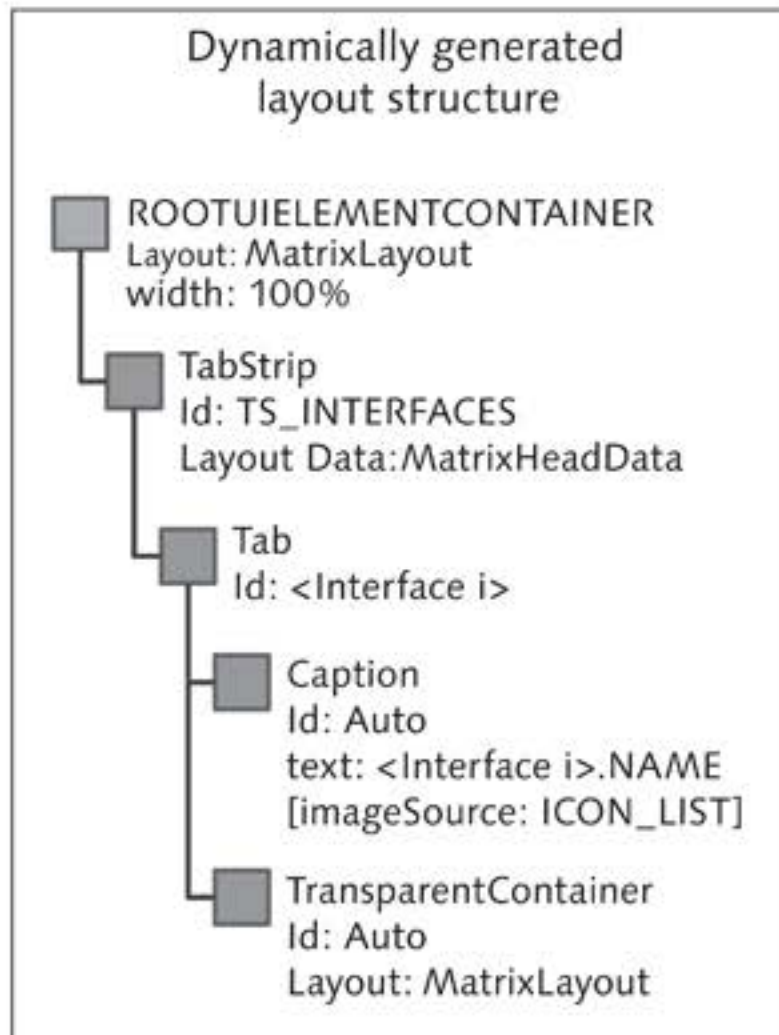 Dynamically generated
layout structure
ROOTUIELEMENTCONTAINER
Layout: MatrixLayout
width: 100%
TabStrip
Id: TS_INTERFACES
Layout Data:MatrixHeadData
Tab
Id: <Interface i>
Caption
Id: Auto
text: <Interface i>.NAME
[imageSource: ICON_LIST]
TransparentContainer
Id: Auto
Layout: MatrixLayout